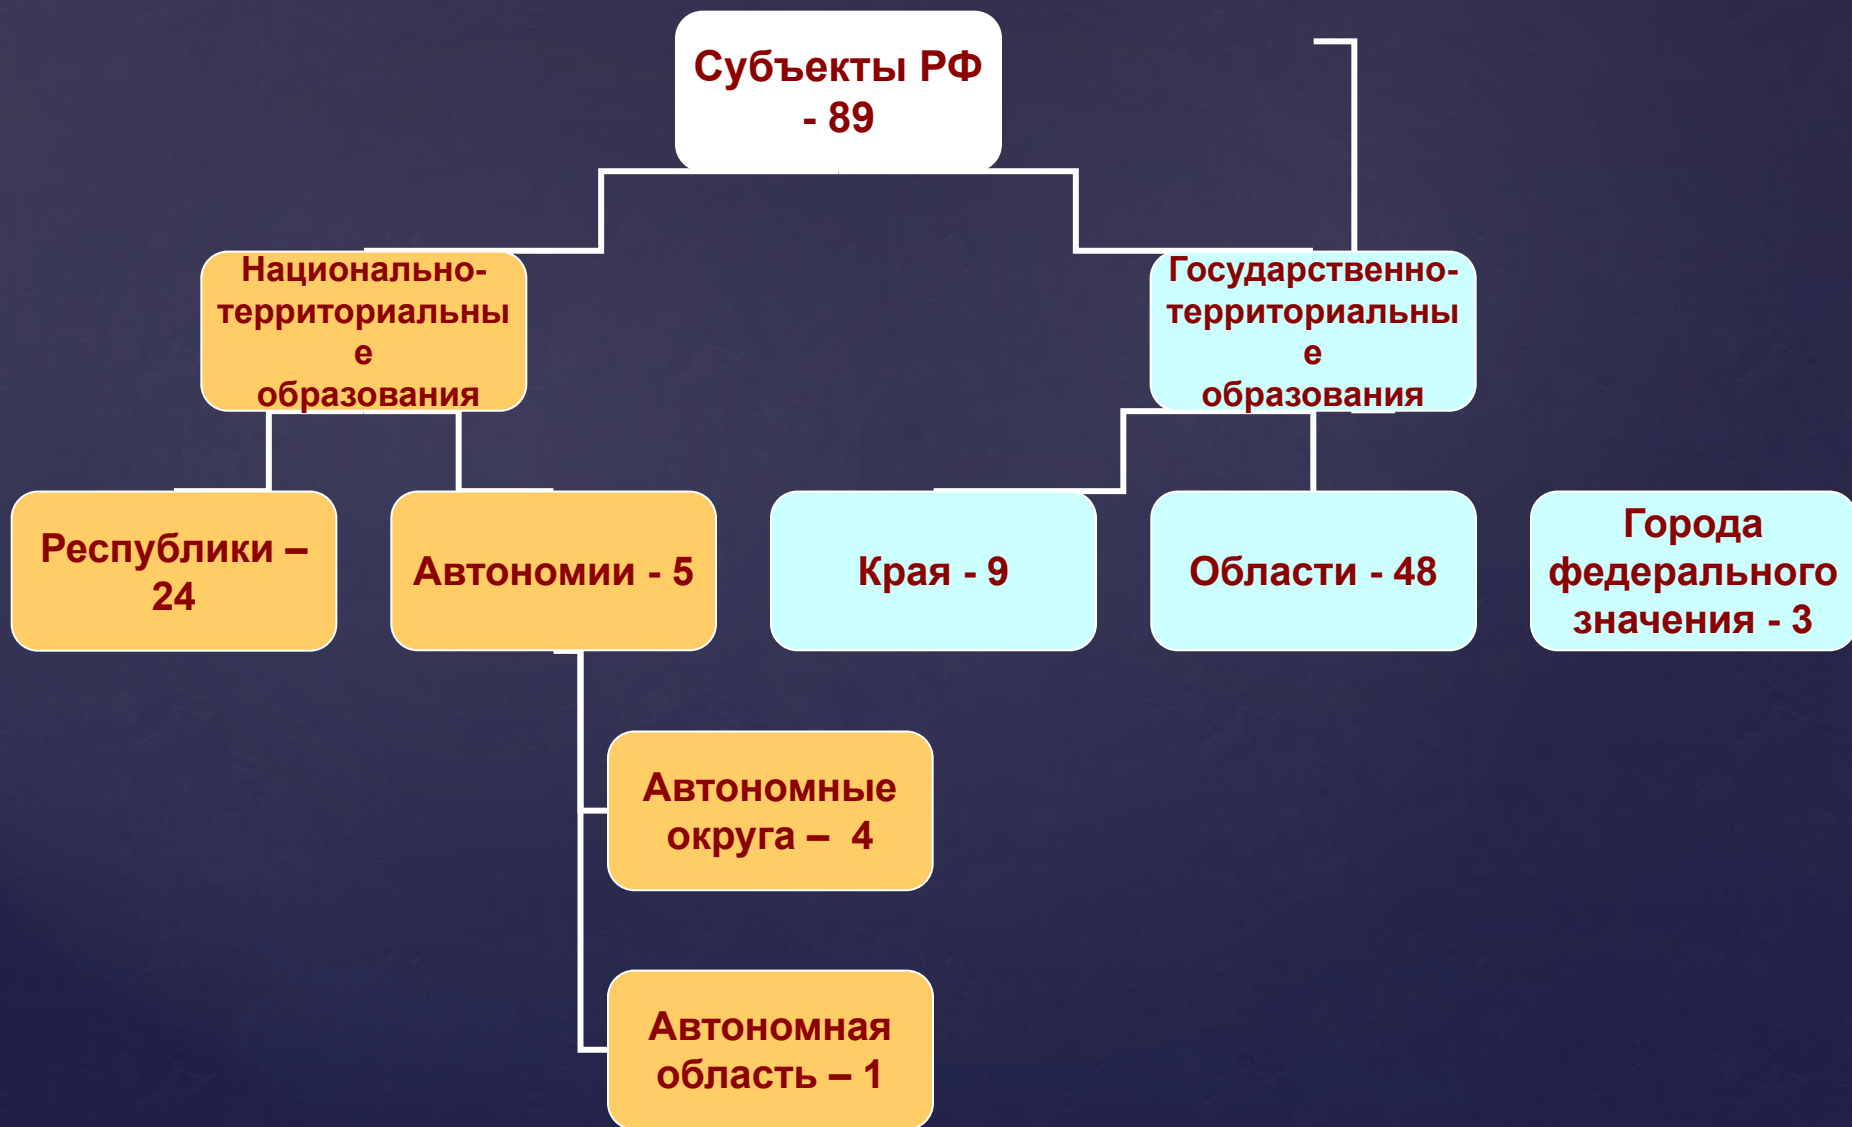 Субъекты РФ
- 89
Национально-
территориальны
е
образования
Государственно-
территориальны
е
образования
Республики –
24
Автономии - 5
Края - 9
Области - 48
Города
федерального
значения - 3
Автономные
округа –  4
Автономная
область – 1